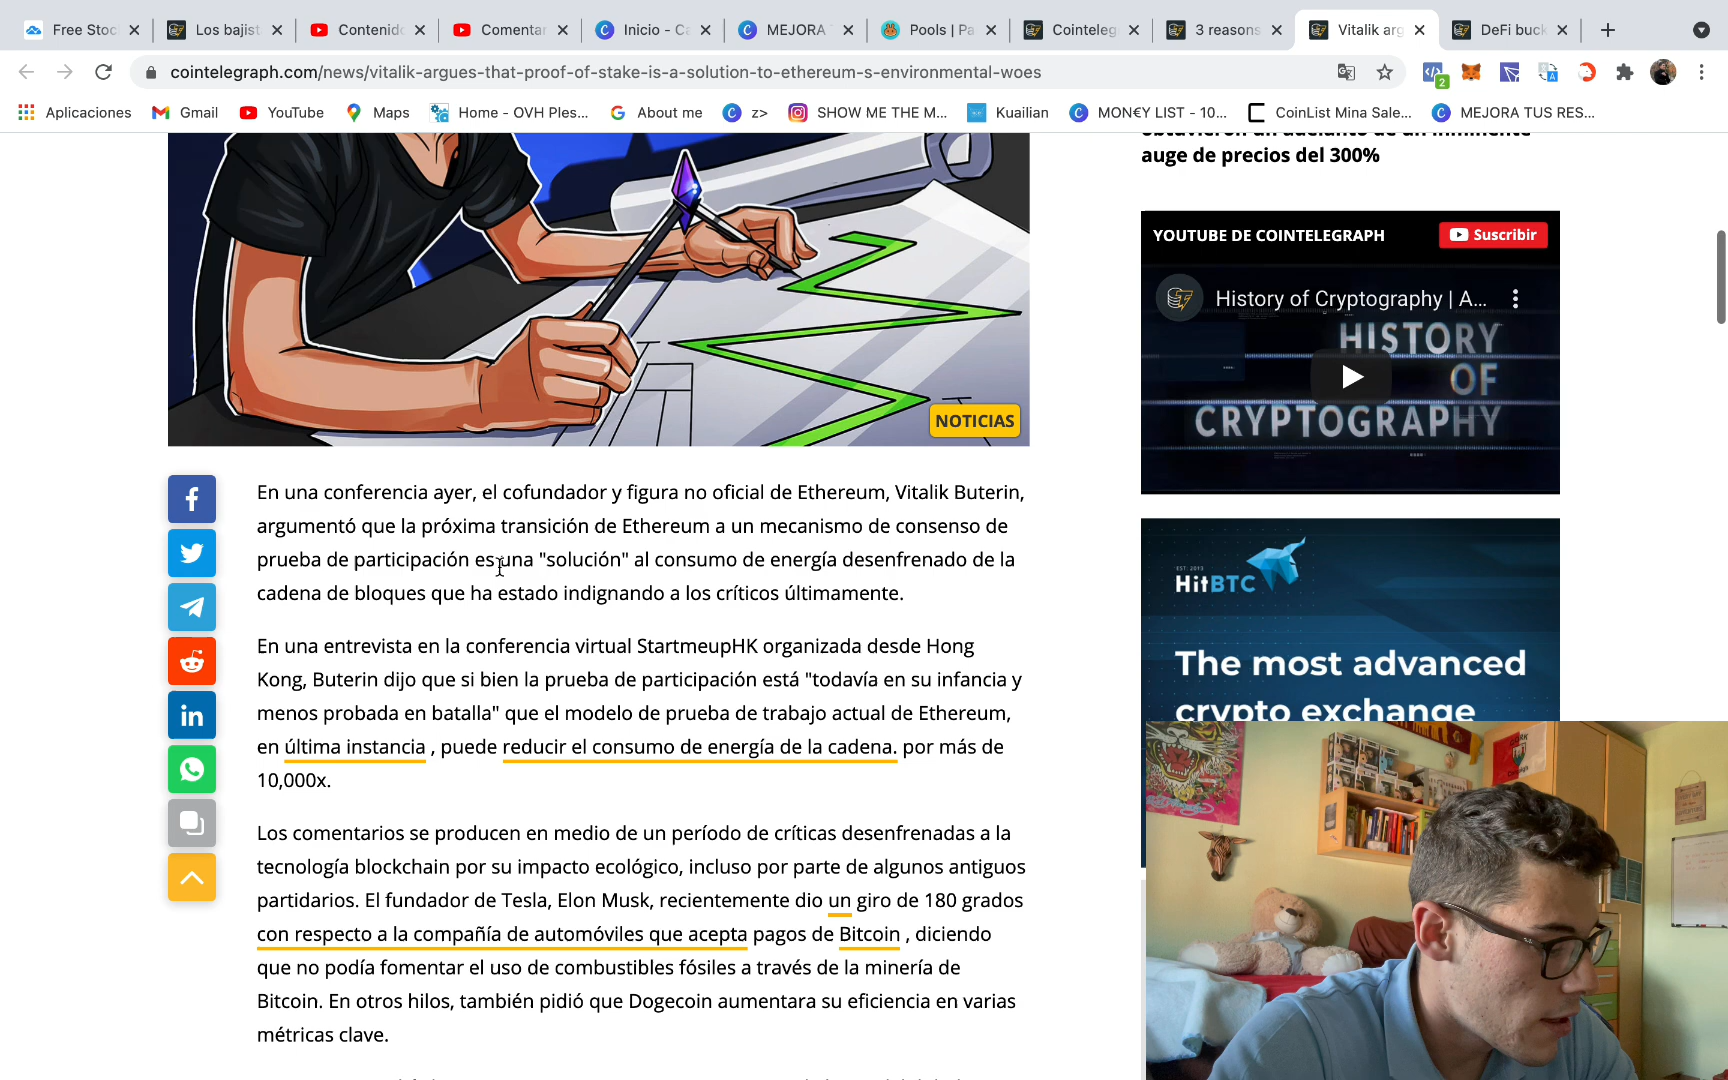 Free Stoc
Los bajist
Contenido
Comentar
Inicio - Ca
MEJORA
Pools | Pa
Cointeleg
3 reasons
Vitalik arg
DeFi buck
cointelegraph.com/news/vitalik-argues-that-proof-of-stake-is-a-solution-to-ethereum-s-environmental-woes
2
Aplicaciones
Gmail
YouTube
Maps
Home - OVH Ples...
About me
z>
SHOW ME THE M...
Kuailian
MON€Y LIST - 10...
CoinList Mina Sale...
MEJORA TUS RES...
obtuvieron un adelanto de un inminente
auge de precios del 300%
YOUTUBE DE COINTELEGRAPH
Suscribir
History of Cryptography | A...
HISTORY
OF
CRYPTOGRAPHY
NOTICIAS
En una conferencia ayer, el cofundador y figura no oficial de Ethereum, Vitalik Buterin,
argumentó que la próxima transición de Ethereum a un mecanismo de consenso de
prueba de participación es una "solución" al consumo de energía desenfrenado de la
cadena de bloques que ha estado indignando a los críticos últimamente.
En una entrevista en la conferencia virtual StartmeupHK organizada desde Hong
Kong, Buterin dijo que si bien la prueba de participación está "todavía en su infancia y
menos probada en batalla" que el modelo de prueba de trabajo actual de Ethereum,
en última instancia , puede reducir el consumo de energía de la cadena. por más de
10,000x.
Los comentarios se producen en medio de un período de críticas desenfrenadas a la
tecnología blockchain por su impacto ecológico, incluso por parte de algunos antiguos
partidarios. El fundador de Tesla, Elon Musk, recientemente dio un giro de 180 grados
con respecto a la compañía de automóviles que acepta pagos de Bitcoin , diciendo
que no podía fomentar el uso de combustibles fósiles a través de la minería de
Bitcoin. En otros hilos, también pidió que Dogecoin aumentara su eficiencia en varias
métricas clave.
EST. 2013
HitBTC
The most advanced
crypto exchange